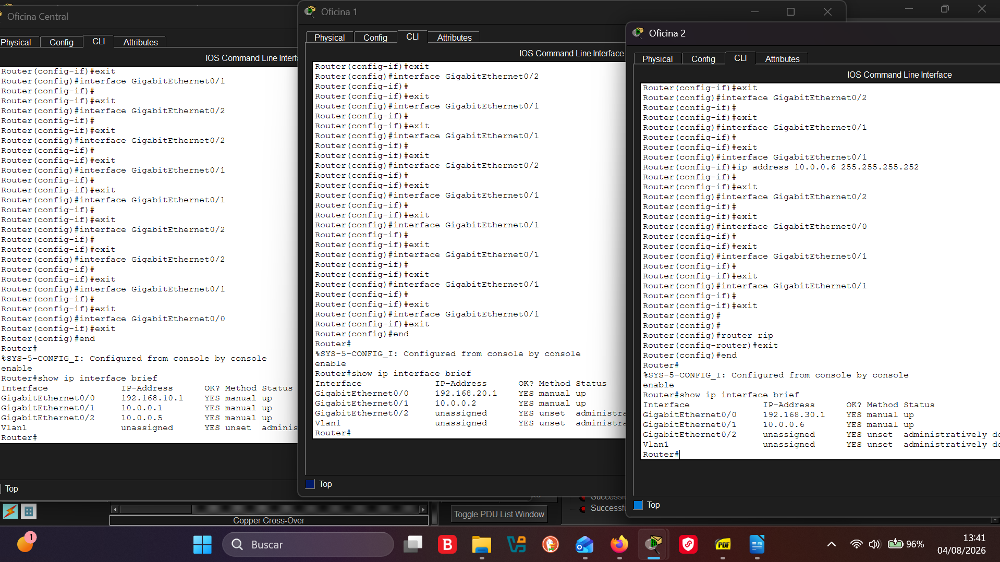 Oficina Central
Physical
Config
CLI
Attributes
IOS Command Line Interfa
Router(config-if)#exit
Router(config)#interface GigabitEthernet0/1
Router(config-if)#
Router(config-if)#exit
Router(config)#interface GigabitEthernet0/2
Router(config-if)#
Router(config-if)#exit
Router(config)#interface GigabitEthernet0/2
Router(config-if)#
Router(config-if)#exit
Router(config)#interface GigabitEthernet0/1
Router(config-if)#
Router(config-if)#exit
Router(config)#interface GigabitEthernet0/1
Router(config-if)#
Router(config-if)#exit
Router(config)#interface GigabitEthernet0/2
Router(config-if)#
Router(config-if)#exit
Router(config)#interface GigabitEthernet0/2
Router(config-if)#
Router(config-if)#exit
Router(config)#interface GigabitEthernet0/1
Router(config-if)#
Router(config-if)#exit
Router(config)#interface GigabitEthernet0/0
Router(config-if)#exit
Router(config)#end
Router#
%SYS-5-CONFIG_I: Configured from console by console
enable
Router#show ip interface brief
Interface IP-Address OK? Method Status
GigabitEthernet0/0 192.168.10.1 YES manual up
GigabitEthernet0/1 10.0.0.1 YES manual up
GigabitEthernet0/2 10.0.0.5 YES manual up
Vlan1 unassigned YES unset adminis
Router#
Top
Oficina 1
Physical
Config
CLI
Attributes
IOS Command Line Interface
Router(config-if)#exit
Router(config)#interface GigabitEthernet0/2
Router(config-if)#
Router(config-if)#exit
Router(config)#interface GigabitEthernet0/1
Router(config-if)#
Router(config-if)#exit
Router(config)#interface GigabitEthernet0/1
Router(config-if)#
Router(config-if)#exit
Router(config)#interface GigabitEthernet0/2
Router(config-if)#
Router(config-if)#exit
Router(config)#interface GigabitEthernet0/1
Router(config-if)#
Router(config-if)#exit
Router(config)#interface GigabitEthernet0/1
Router(config-if)#
Router(config-if)#exit
Router(config)#interface GigabitEthernet0/1
Router(config-if)#
Router(config-if)#exit
Router(config)#interface GigabitEthernet0/1
Router(config-if)#
Router(config-if)#exit
Router(config)#interface GigabitEthernet0/1
Router(config-if)#exit
Router(config)#end
Router#
%SYS-5-CONFIG_I: Configured from console by console
enable
Router#show ip interface brief
Interface IP-Address OK? Method Status
GigabitEthernet0/0 192.168.20.1 YES manual up
GigabitEthernet0/1 10.0.0.2 YES manual up
GigabitEthernet0/2 unassigned YES unset administra
Vlan1 unassigned YES unset administra
Router#
Top
Oficina 2
Physical
Config
CLI
Attributes
IOS Command Line Interface
Router(config-if)#exit
Router(config)#interface GigabitEthernet0/2
Router(config-if)#
Router(config-if)#exit
Router(config)#interface GigabitEthernet0/1
Router(config-if)#
Router(config-if)#exit
Router(config)#interface GigabitEthernet0/1
Router(config-if)#ip address 10.0.0.6 255.255.255.252
Router(config-if)#
Router(config-if)#exit
Router(config)#interface GigabitEthernet0/2
Router(config-if)#
Router(config-if)#exit
Router(config)#interface GigabitEthernet0/0
Router(config-if)#
Router(config-if)#exit
Router(config)#interface GigabitEthernet0/1
Router(config-if)#
Router(config-if)#exit
Router(config)#interface GigabitEthernet0/1
Router(config-if)#
Router(config-if)#exit
Router(config)#
Router(config)#
Router(config)#router rip
Router(config-router)#exit
Router(config)#end
Router#
%SYS-5-CONFIG_I: Configured from console by console
enable
Router#show ip interface brief
Interface IP-Address OK? Method Status
GigabitEthernet0/0 192.168.30.1 YES manual up
GigabitEthernet0/1 10.0.0.6 YES manual up
GigabitEthernet0/2 unassigned YES unset administratively do
Vlan1 unassigned YES unset administratively do
Router#
Top
Copper Cross-Over
Toggle PDU List Window
Successfu
1
Buscar
B
PDF
96%
13:41
04/08/2026